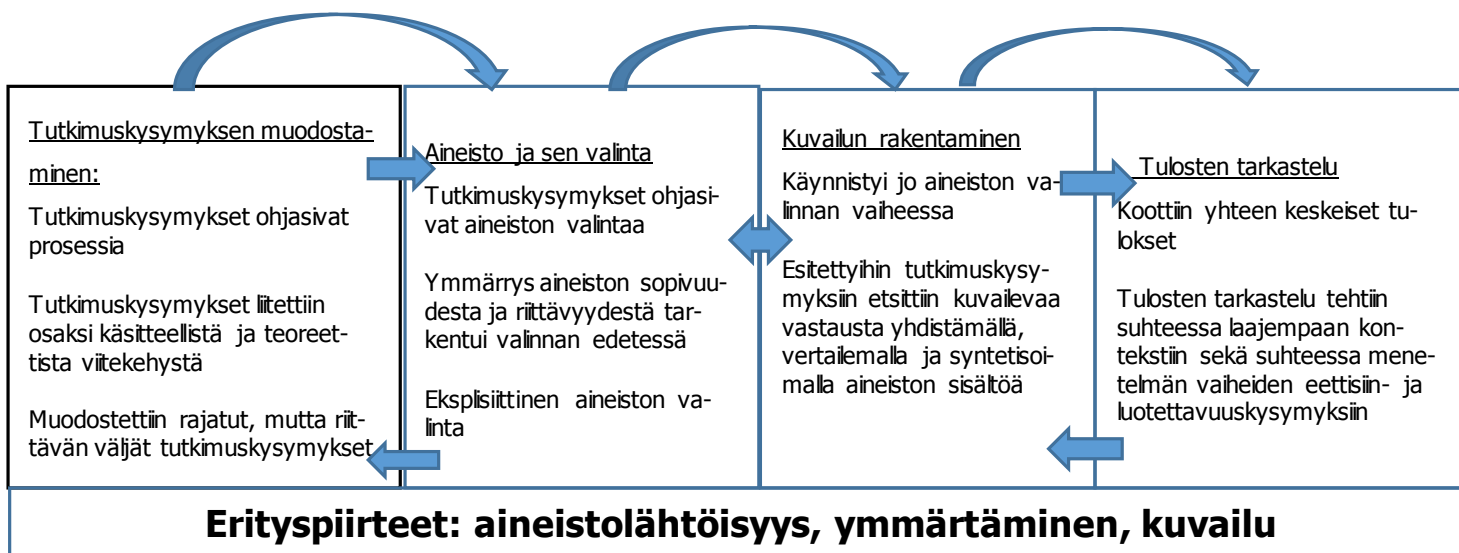 Tutkimuskysymyksen muodosta-
minen:
Tutkimuskysymykset ohjasivat
prosessia
Tutkimuskysymykset liitettiin
osaksi käsitteellistä ja teoreet-
tista viitekehystä
Muodostettiin rajatut, mutta riit-
tävän väljät tutkimuskysymykset
Aineisto ja sen valinta
Tutkimuskysymykset ohjasi-
vat aineiston valintaa
Ymmärrys aineiston sopivuu-
desta ja riittävyydestä tar-
kentui valinnan edetessä
Eksplisiittinen aineiston va-
linta
Kuvailun rakentaminen
Käynnistyi jo aineiston va-
linnan vaiheessa
Esitettyihin tutkimuskysy-
myksiin etsittiin kuvailevaa
vastausta yhdistämällä,
vertailemalla ja syntetisoi-
malla aineiston sisältöä
Tulosten tarkastelu
Koottiin yhteen keskeiset tu-
lokset
Tulosten tarkastelu tehtiin
suhteessa laajempaan kon-
tekstiin sekä suhteessa mene-
telmän vaiheiden eettisiin- ja
luotettavuuskysymyksiin
Erityspiirteet: aineistolähtöisyys, ymmärtäminen, kuvailu